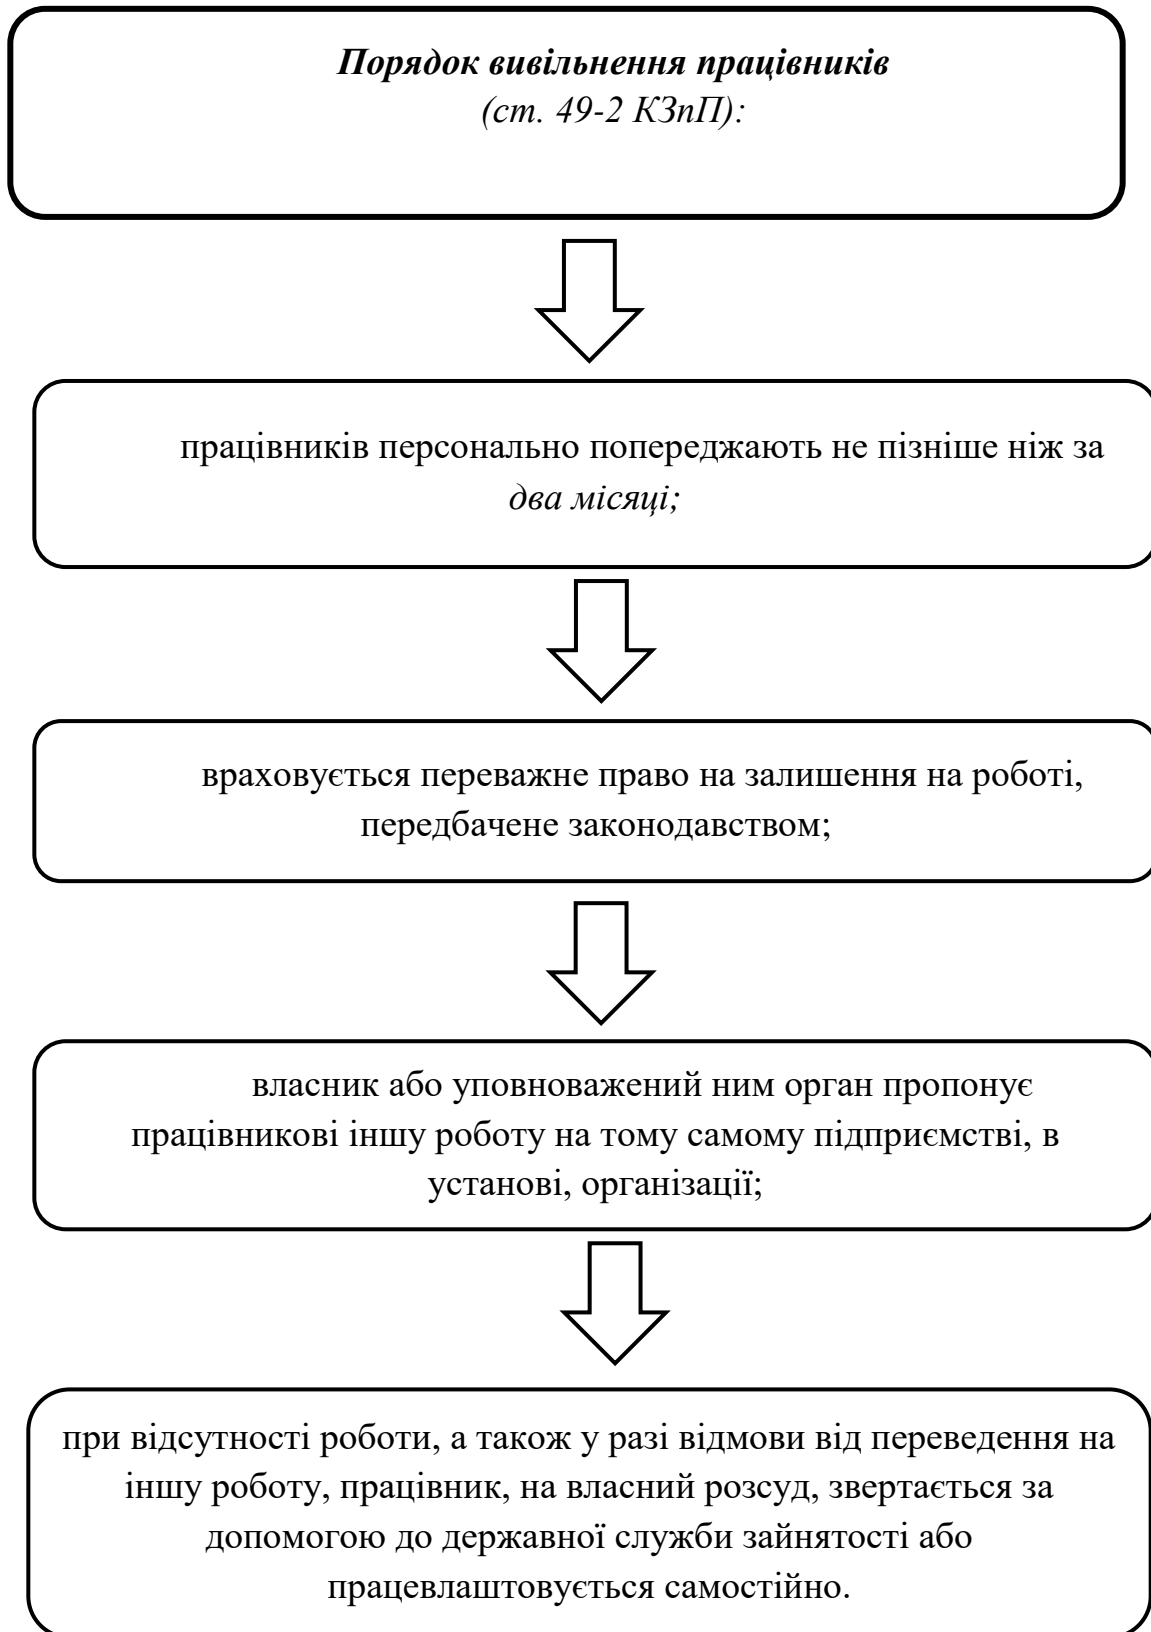 Порядок вивільнення працівників
(ст. 49-2 КЗпП):
працівників персонально попереджають не пізніше ніж за
два місяці;
враховується переважне право на залишення на роботі,
передбачене законодавством;
власник або уповноважений ним орган пропонує
працівникові іншу роботу на тому самому підприємстві, в
установі, організації;
при відсутності роботи, а також у разі відмови від переведення на
іншу роботу, працівник, на власний розсуд, звертається за
допомогою до державної служби зайнятості або
працевлаштовується самостійно.